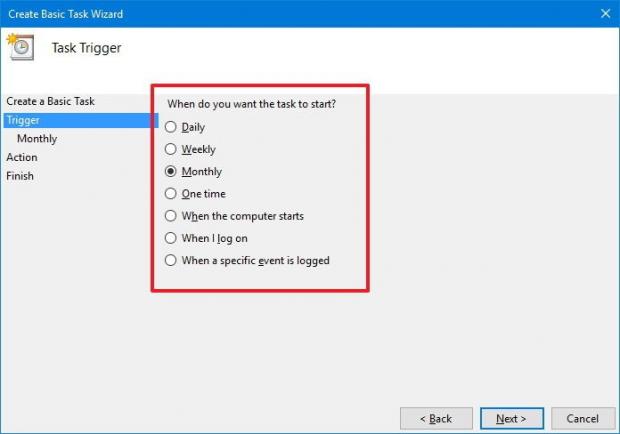 Create Basic Task Wizard
Task Trigger
Create a Basic Task
Trigger
Monthly
Action
Finish
When do you want the task to start?
Daily
Weekly
Monthly
One time
When the computer starts
When I log on
When a specific event is logged
< Back
Next >
Cancel